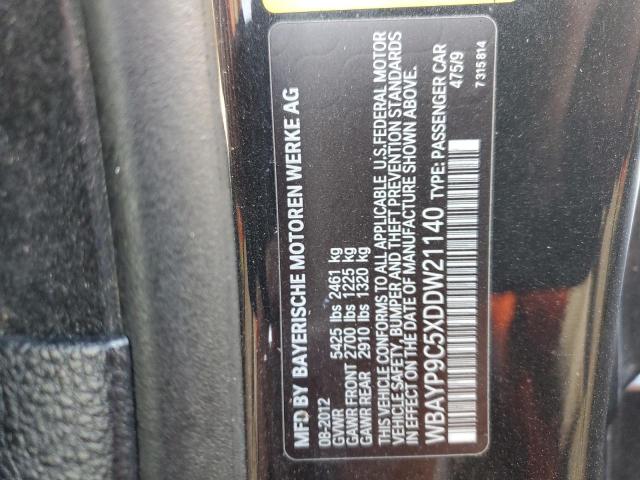 MFD BY BAYERISCHE MOTOREN WERKE AG
08-2012
GVWR 5425 lbs 2461 kg
GAWR FRONT 2700 lbs 1225 kg
GAWR REAR 2910 lbs 1320 kg
THIS VEHICLE CONFORMS TO ALL APPLICABLE U.S. FEDERAL MOTOR
VEHICLE SAFETY, BUMPER AND THEFT PREVENTION STANDARDS
IN EFFECT ON THE DATE OF MANUFACTURE SHOWN ABOVE.
WBAYP9C5XDDW21140 TYPE: PASSENGER CAR
475/9
7 315 814